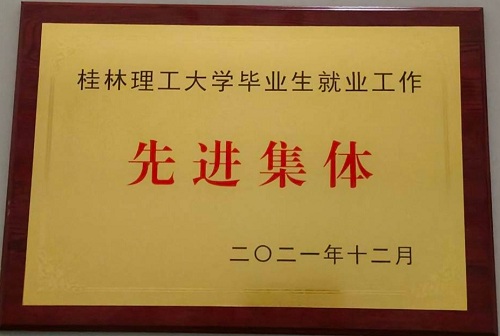 桂林理工大学毕业生就业工作
先进集体
二〇二一年十二月